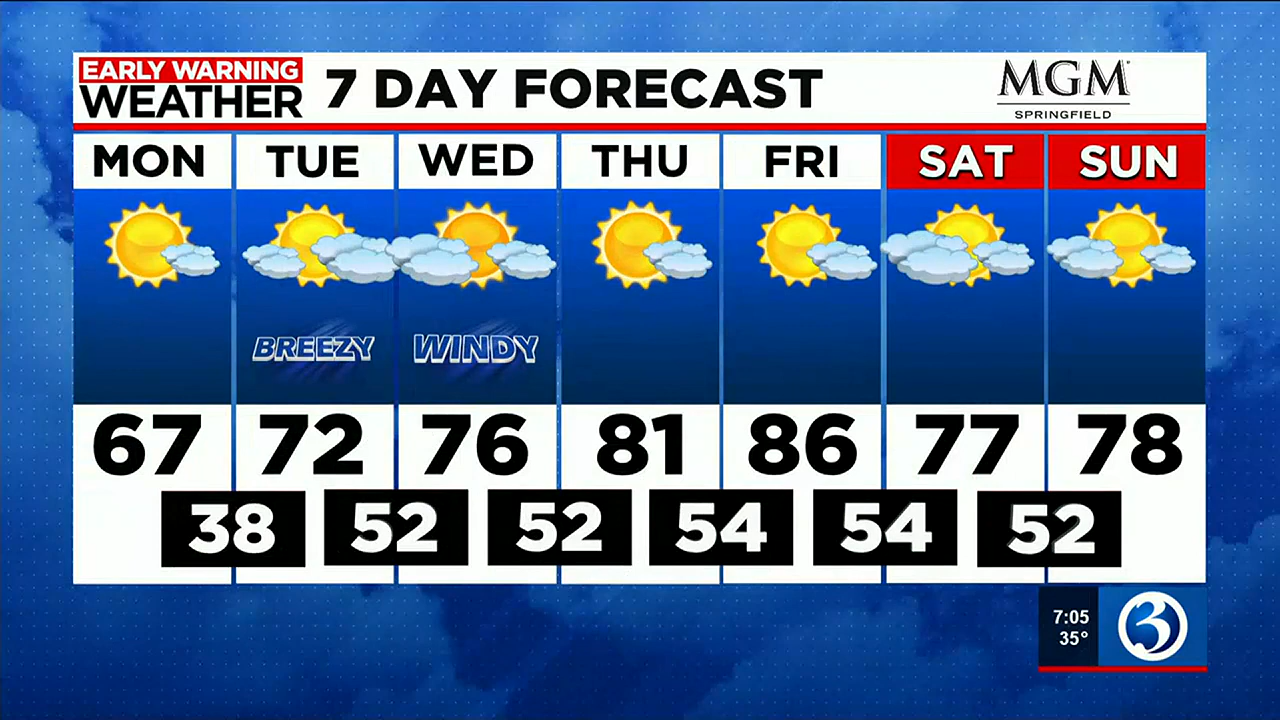 EARLY WARNING
WEATHER
7 DAY FORECAST
MGM
SPRINGFIELD
MON TUE WED THU FRI SAT SUN
BREEZY WINDY
67 72 76 81 86 77 78
38 52 52 54 54 52
7:05
35°
3